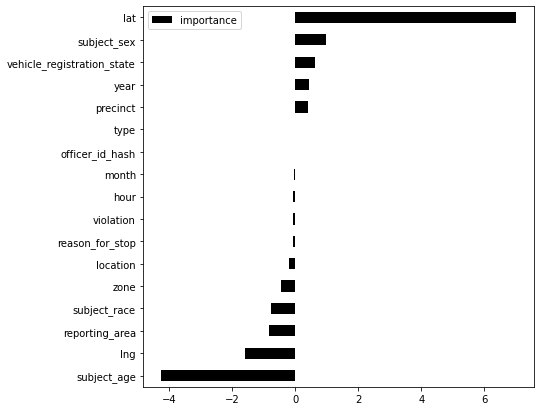 importance
lat
subject_sex
vehicle_registration_state
year
precinct
type
officer_id_hash
month
hour
violation
reason_for_stop
location
zone
subject_race
reporting_area
lng
subject_age
−4 −2 0 2 4 6